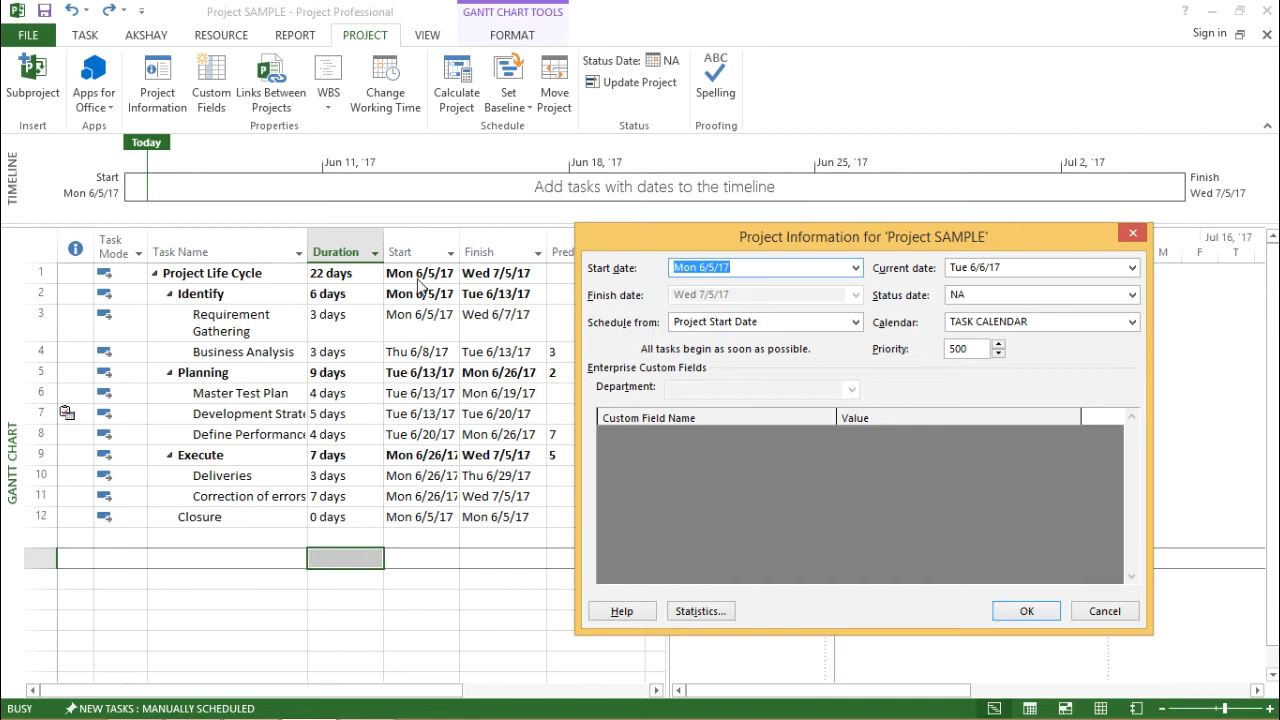 Project SAMPLE - Project Professional
GANTT CHART TOOLS
FILE TASK AKSHAY RESOURCE REPORT PROJECT VIEW FORMAT
Sign in
Subproject
Apps for Office
Project Information
Custom Fields
Links Between Projects
WBS
Change Working Time
Calculate Project
Set Baseline
Move Project
Status Date: NA
Update Project
ABC
Spelling
Insert Apps Properties Schedule Status Proofing
Today
TIMELINE
Jun 11, '17 Jun 18, '17 Jun 25, '17 Jul 2, '17
Start
Mon 6/5/17
Add tasks with dates to the timeline
Finish
Wed 7/5/17
GANTT CHART
Task Mode Task Name Duration Start Finish Pred
1 Project Life Cycle 22 days Mon 6/5/17 Wed 7/5/17
2 Identify 6 days Mon 6/5/17 Tue 6/13/17
3 Requirement Gathering 3 days Mon 6/5/17 Wed 6/7/17
4 Business Analysis 3 days Thu 6/8/17 Tue 6/13/17 3
5 Planning 9 days Tue 6/13/17 Mon 6/26/17 2
6 Master Test Plan 4 days Tue 6/13/17 Mon 6/19/17
7 Development Strate 5 days Tue 6/13/17 Tue 6/20/17
8 Define Performance 4 days Tue 6/20/17 Mon 6/26/17 7
9 Execute 7 days Mon 6/26/17 Wed 7/5/17 5
10 Deliveries Mon 6/26/17 Thu 6/29/17
11 Correction of errors 7 days Mon 6/26/17 Wed 7/5/17
12 Closure 0 days Mon 6/5/17 Mon 6/5/17
Jul 16, '17
M F T
Project Information for 'Project SAMPLE'
Start date: Mon 6/5/17 Current date: Tue 6/6/17
Finish date: Wed 7/5/17 Status date: NA
Schedule from: Project Start Date Calendar: TASK CALENDAR
All tasks begin as soon as possible. Priority: 500
Enterprise Custom Fields
Department:
Custom Field Name Value
Help Statistics... OK Cancel
BUSY NEW TASKS : MANUALLY SCHEDULED